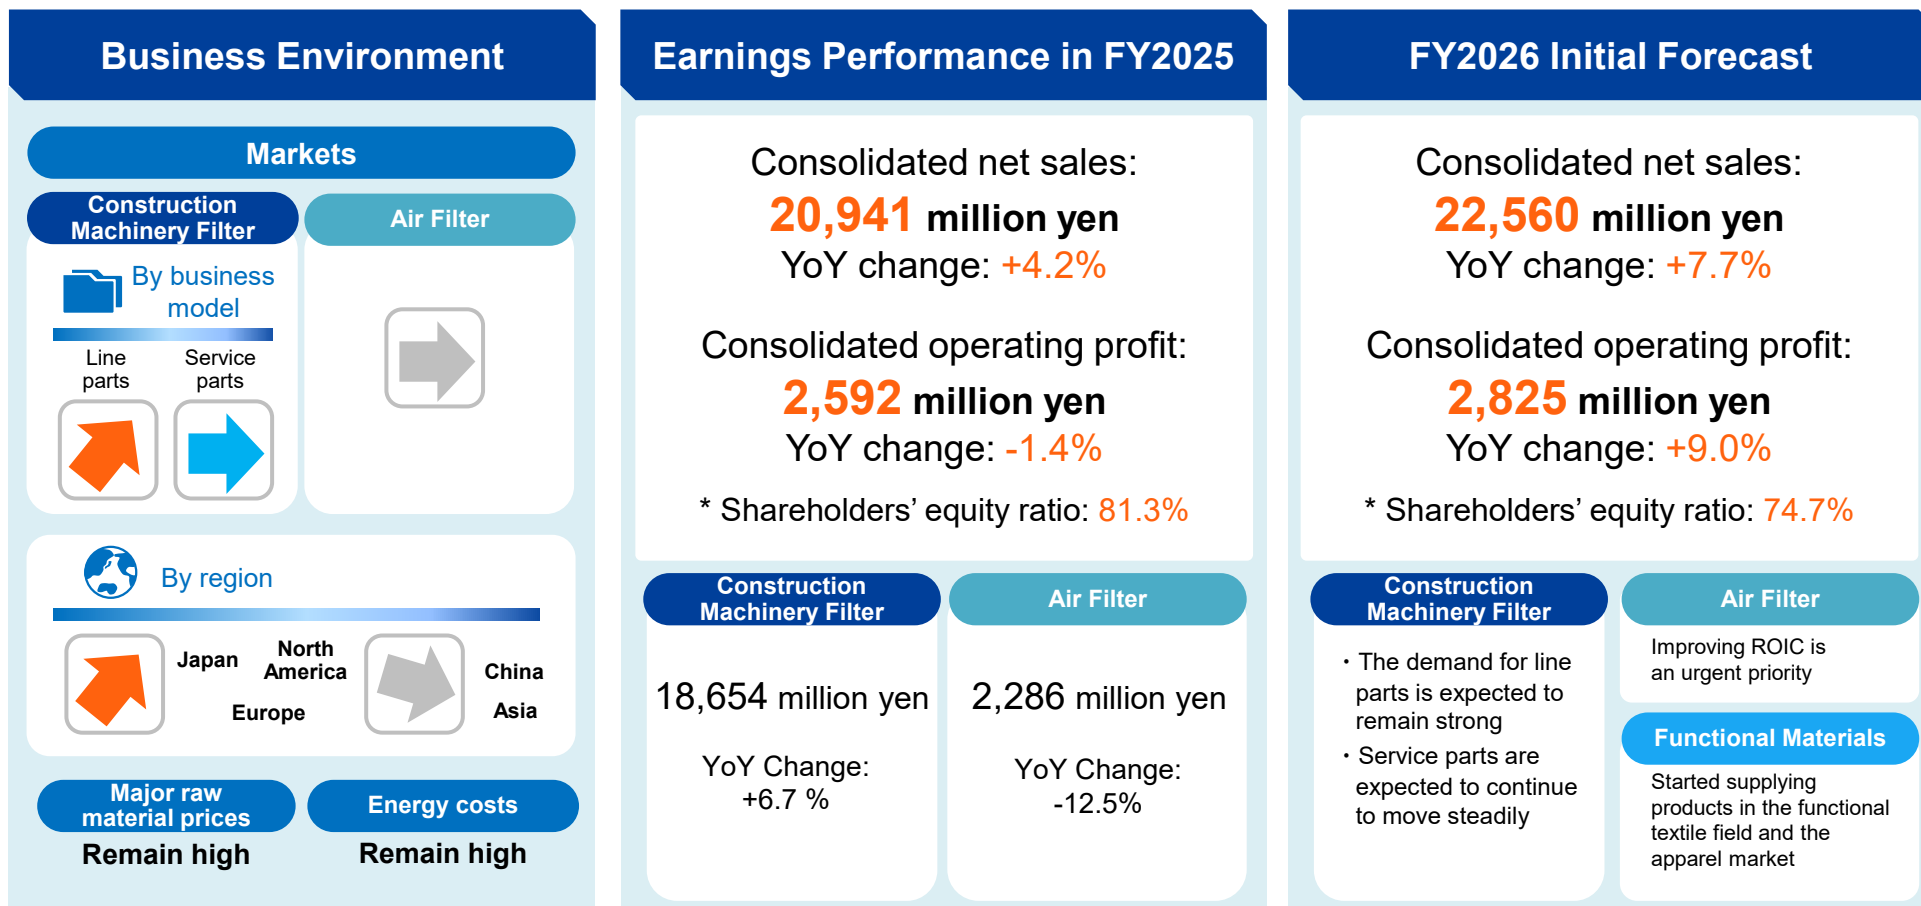 Business Environment
Markets
Construction
Machinery Filter
Air Filter
By business
model
Line
parts
Service
parts
By region
Japan
North
America
Europe
China
Asia
Major raw
material prices
Remain high
Energy costs
Remain high
Earnings Performance in FY2025
Consolidated net sales:
20,941 million yen
YoY change: +4.2%
Consolidated operating profit:
2,592 million yen
YoY change: -1.4%
* Shareholders’ equity ratio: 81.3%
Construction
Machinery Filter
18,654 million yen
YoY Change:
+6.7 %
Air Filter
2,286 million yen
YoY Change:
-12.5%
FY2026 Initial Forecast
Consolidated net sales:
22,560 million yen
YoY change: +7.7%
Consolidated operating profit:
2,825 million yen
YoY change: +9.0%
* Shareholders’ equity ratio: 74.7%
Construction
Machinery Filter
・The demand for line
parts is expected to
remain strong
・Service parts are
expected to continue
to move steadily
Air Filter
Improving ROIC is
an urgent priority
Functional Materials
Started supplying
products in the functional
textile field and the
apparel market